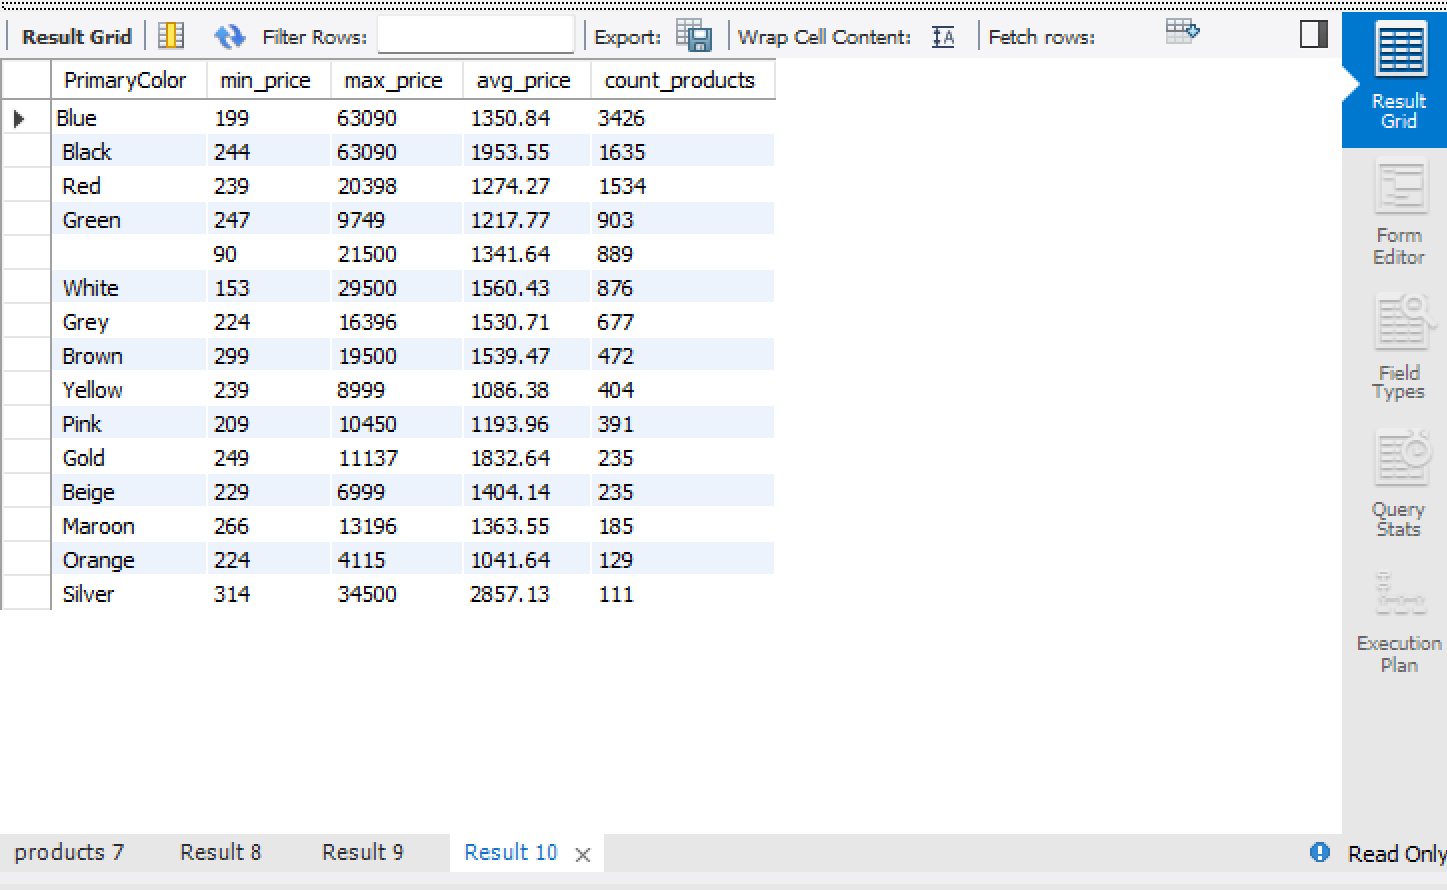 Result Grid Filter Rows: Export: Wrap Cell Content: Fetch rows:
PrimaryColor min_price max_price avg_price count_products
Blue 199 63090 1350.84 3426
Black 244 63090 1953.55 1635
Red 239 20398 1274.27 1534
Green 247 9749 1217.77 903
90 21500 1341.64 889
White 153 29500 1560.43 876
Grey 224 16396 1530.71 677
Brown 299 19500 1539.47 472
Yellow 239 8999 1086.38 404
Pink 209 10450 1193.96 391
Gold 249 11137 1832.64 235
Beige 229 6999 1404.14 235
Maroon 266 13196 1363.55 185
Orange 224 4115 1041.64 129
Silver 314 34500 2857.13 111
Result
Grid
Form
Editor
Field
Types
Query
Stats
Execution
Plan
products 7 Result 8 Result 9 Result 10 Read Only